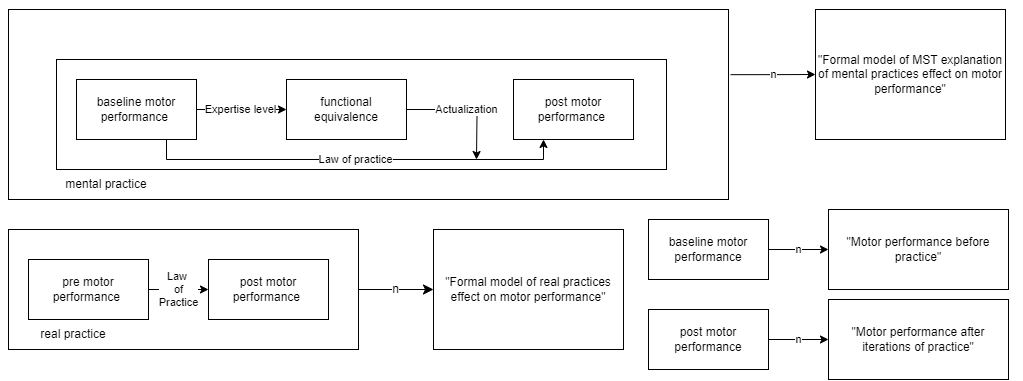 baseline motor
performance
Expertise level
functional
equivalence
Actualization
post motor
performance
Law of practice
mental practice
n
"Formal model of MST explanation
of mental practices effect on motor
performance"
pre motor
performance
Law
of
Practice
post motor
performance
real practice
n
"Formal model of real practices
effect on motor performance"
baseline motor
performance
n
"Motor performance before
practice"
post motor
performance
n
"Motor performance after
iterations of practice"